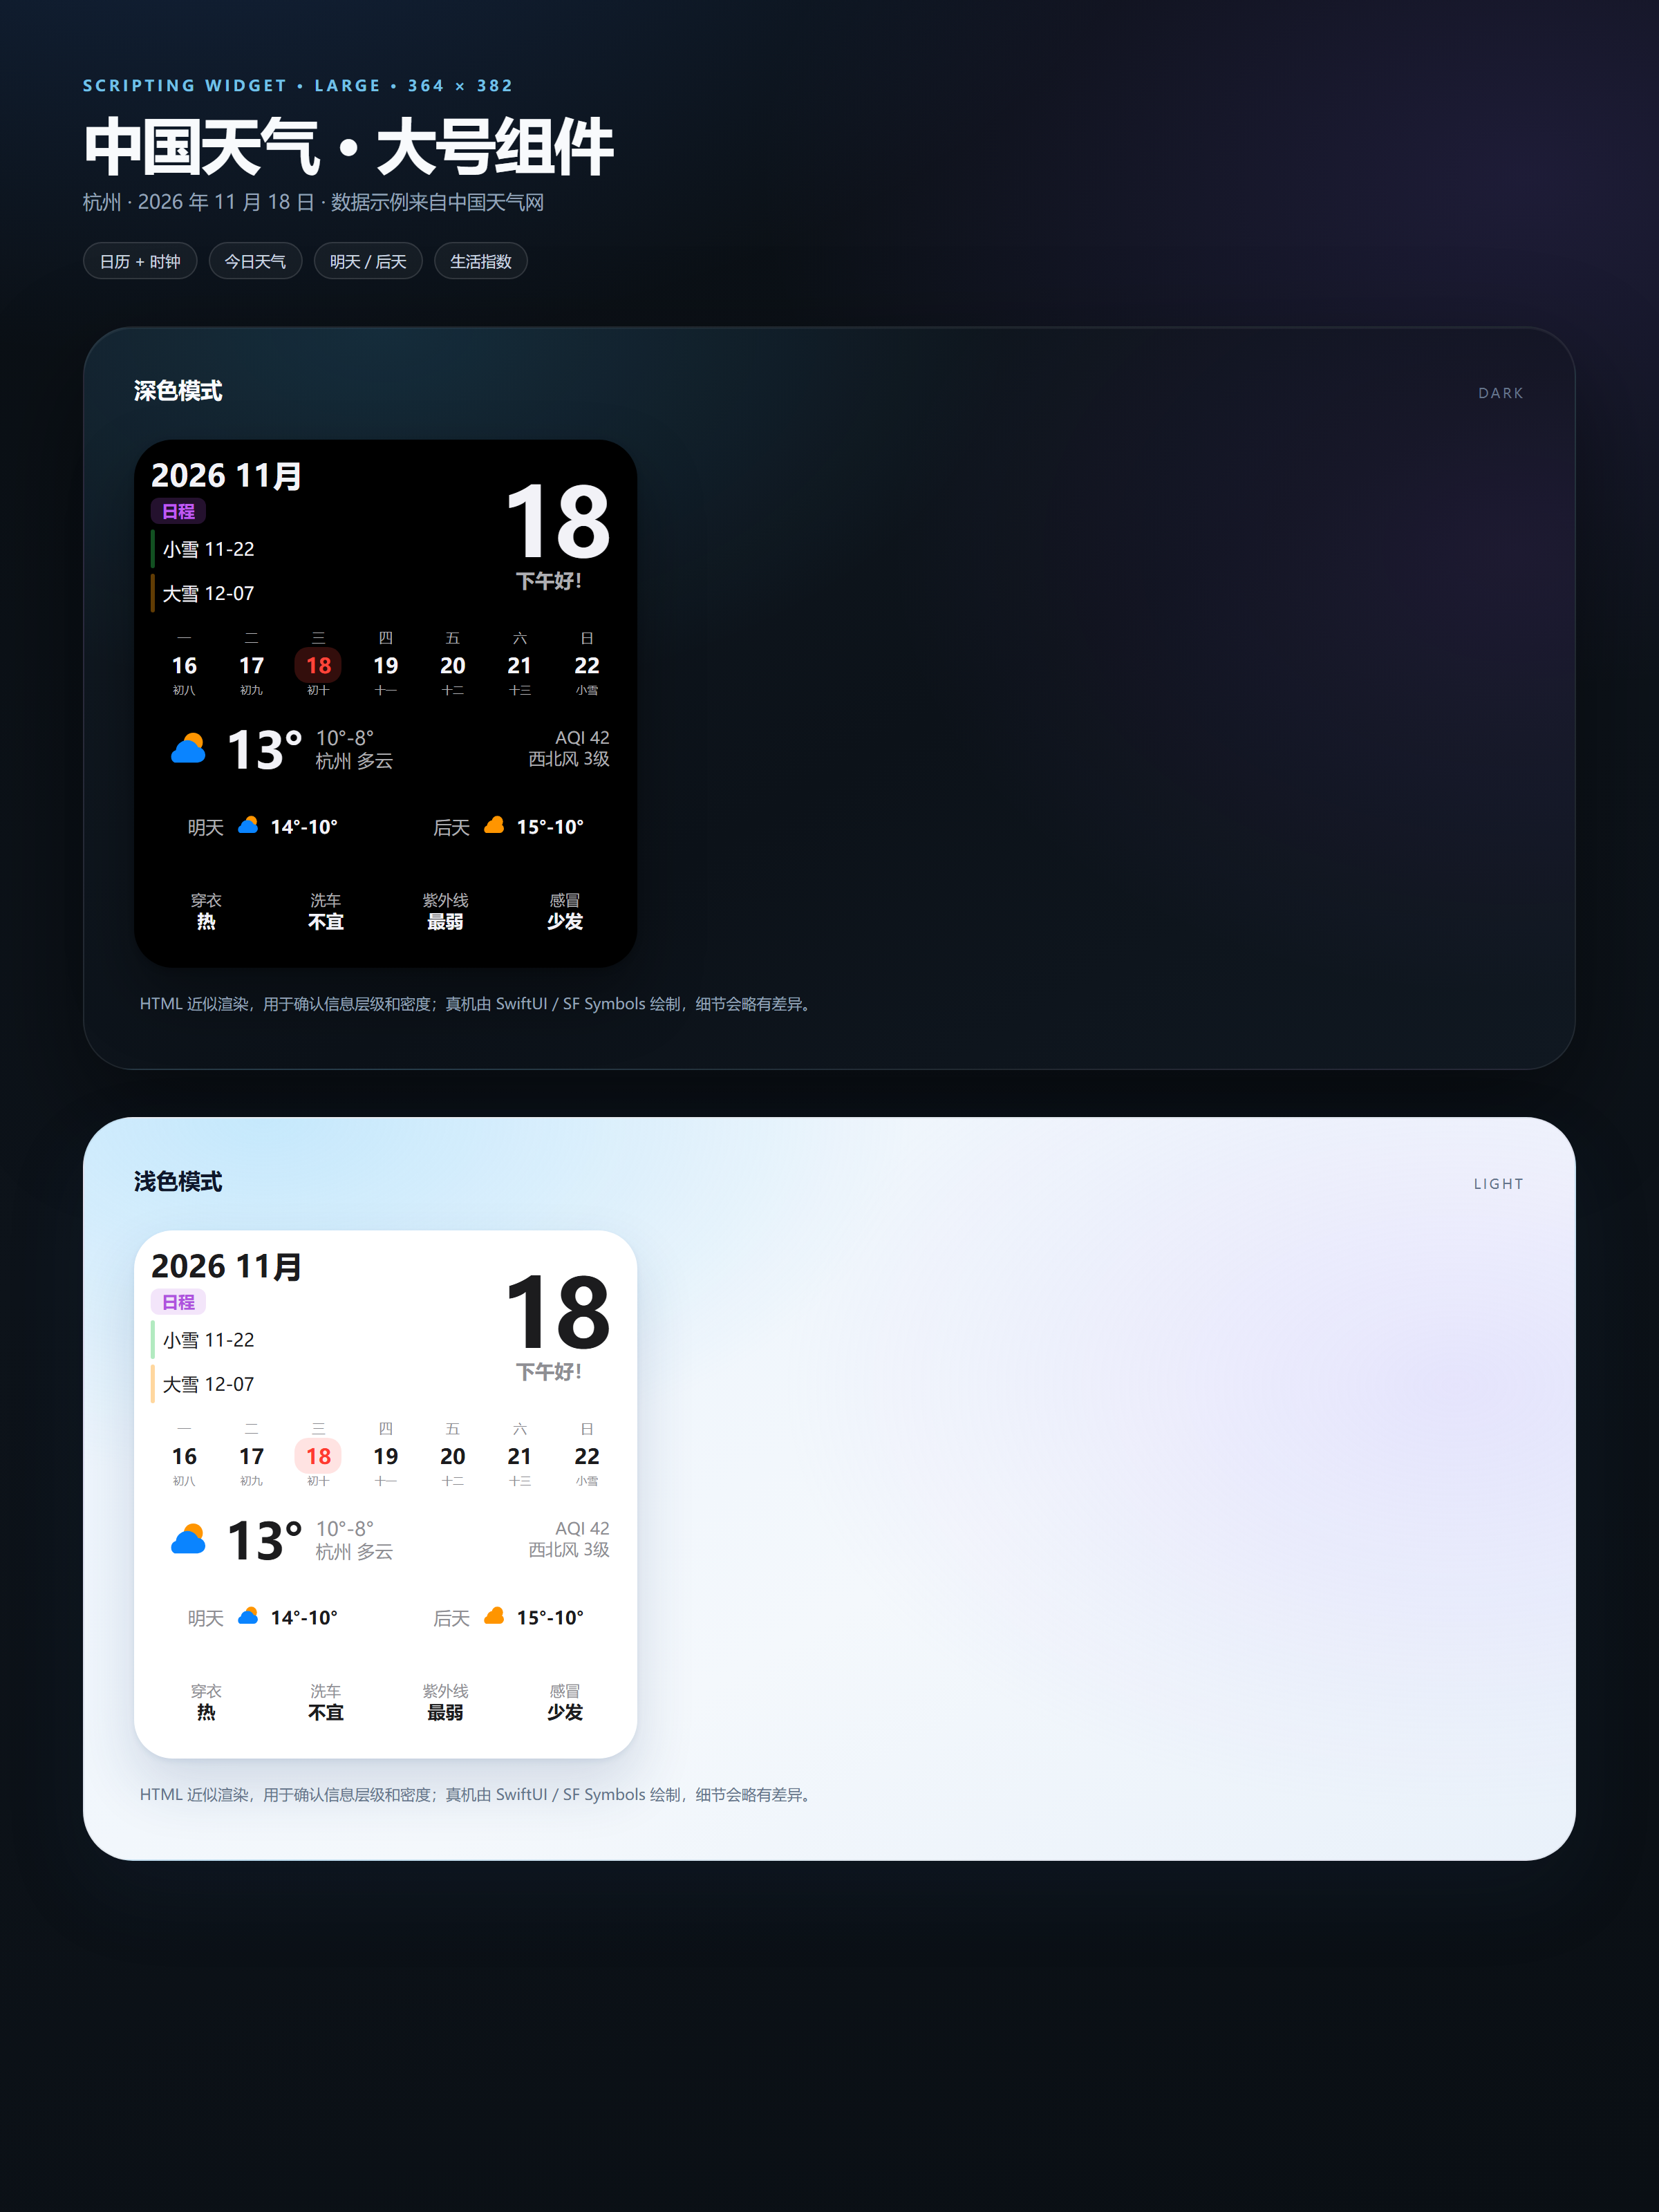 SCRIPTING WIDGET • LARGE • 364 × 382
中国天气 • 大号组件
杭州 · 2026 年 11 月 18 日 · 数据示例来自中国天气网
日历 + 时钟 今日天气 明天 / 后天 生活指数
深色模式 DARK
2026 11月
日程
小雪 11-22
大雪 12-07
18
下午好!
一 二 三 四 五 六 日
16 17 18 19 20 21 22
初八 初九 初十 十一 十二 十三 小雪
13°
10°-8°
杭州 多云
AQI 42
西北风 3级
明天 14°-10° 后天 15°-10°
穿衣 洗车 紫外线 感冒
热 不宜 最弱 少发
HTML 近似渲染，用于确认信息层级和密度；真机由 SwiftUI / SF Symbols 绘制，细节会略有差异。
浅色模式 LIGHT
2026 11月
日程
小雪 11-22
大雪 12-07
18
下午好!
一 二 三 四 五 六 日
16 17 18 19 20 21 22
初八 初九 初十 十一 十二 十三 小雪
13°
10°-8°
杭州 多云
AQI 42
西北风 3级
明天 14°-10° 后天 15°-10°
穿衣 洗车 紫外线 感冒
热 不宜 最弱 少发
HTML 近似渲染，用于确认信息层级和密度；真机由 SwiftUI / SF Symbols 绘制，细节会略有差异。